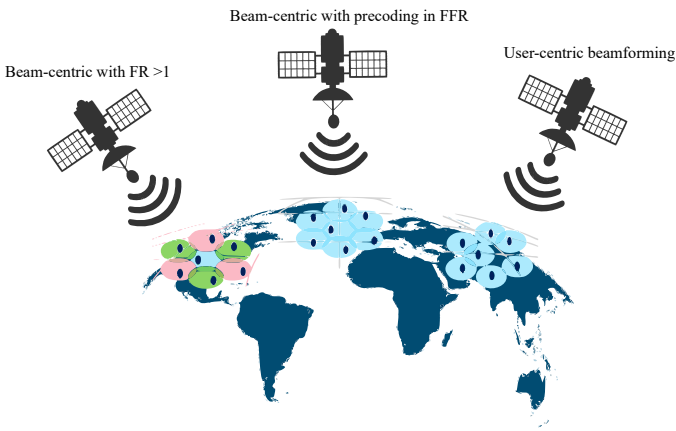 Beam-centric with precoding in FFR
User-centric beamforming
Beam-centric with FR >1